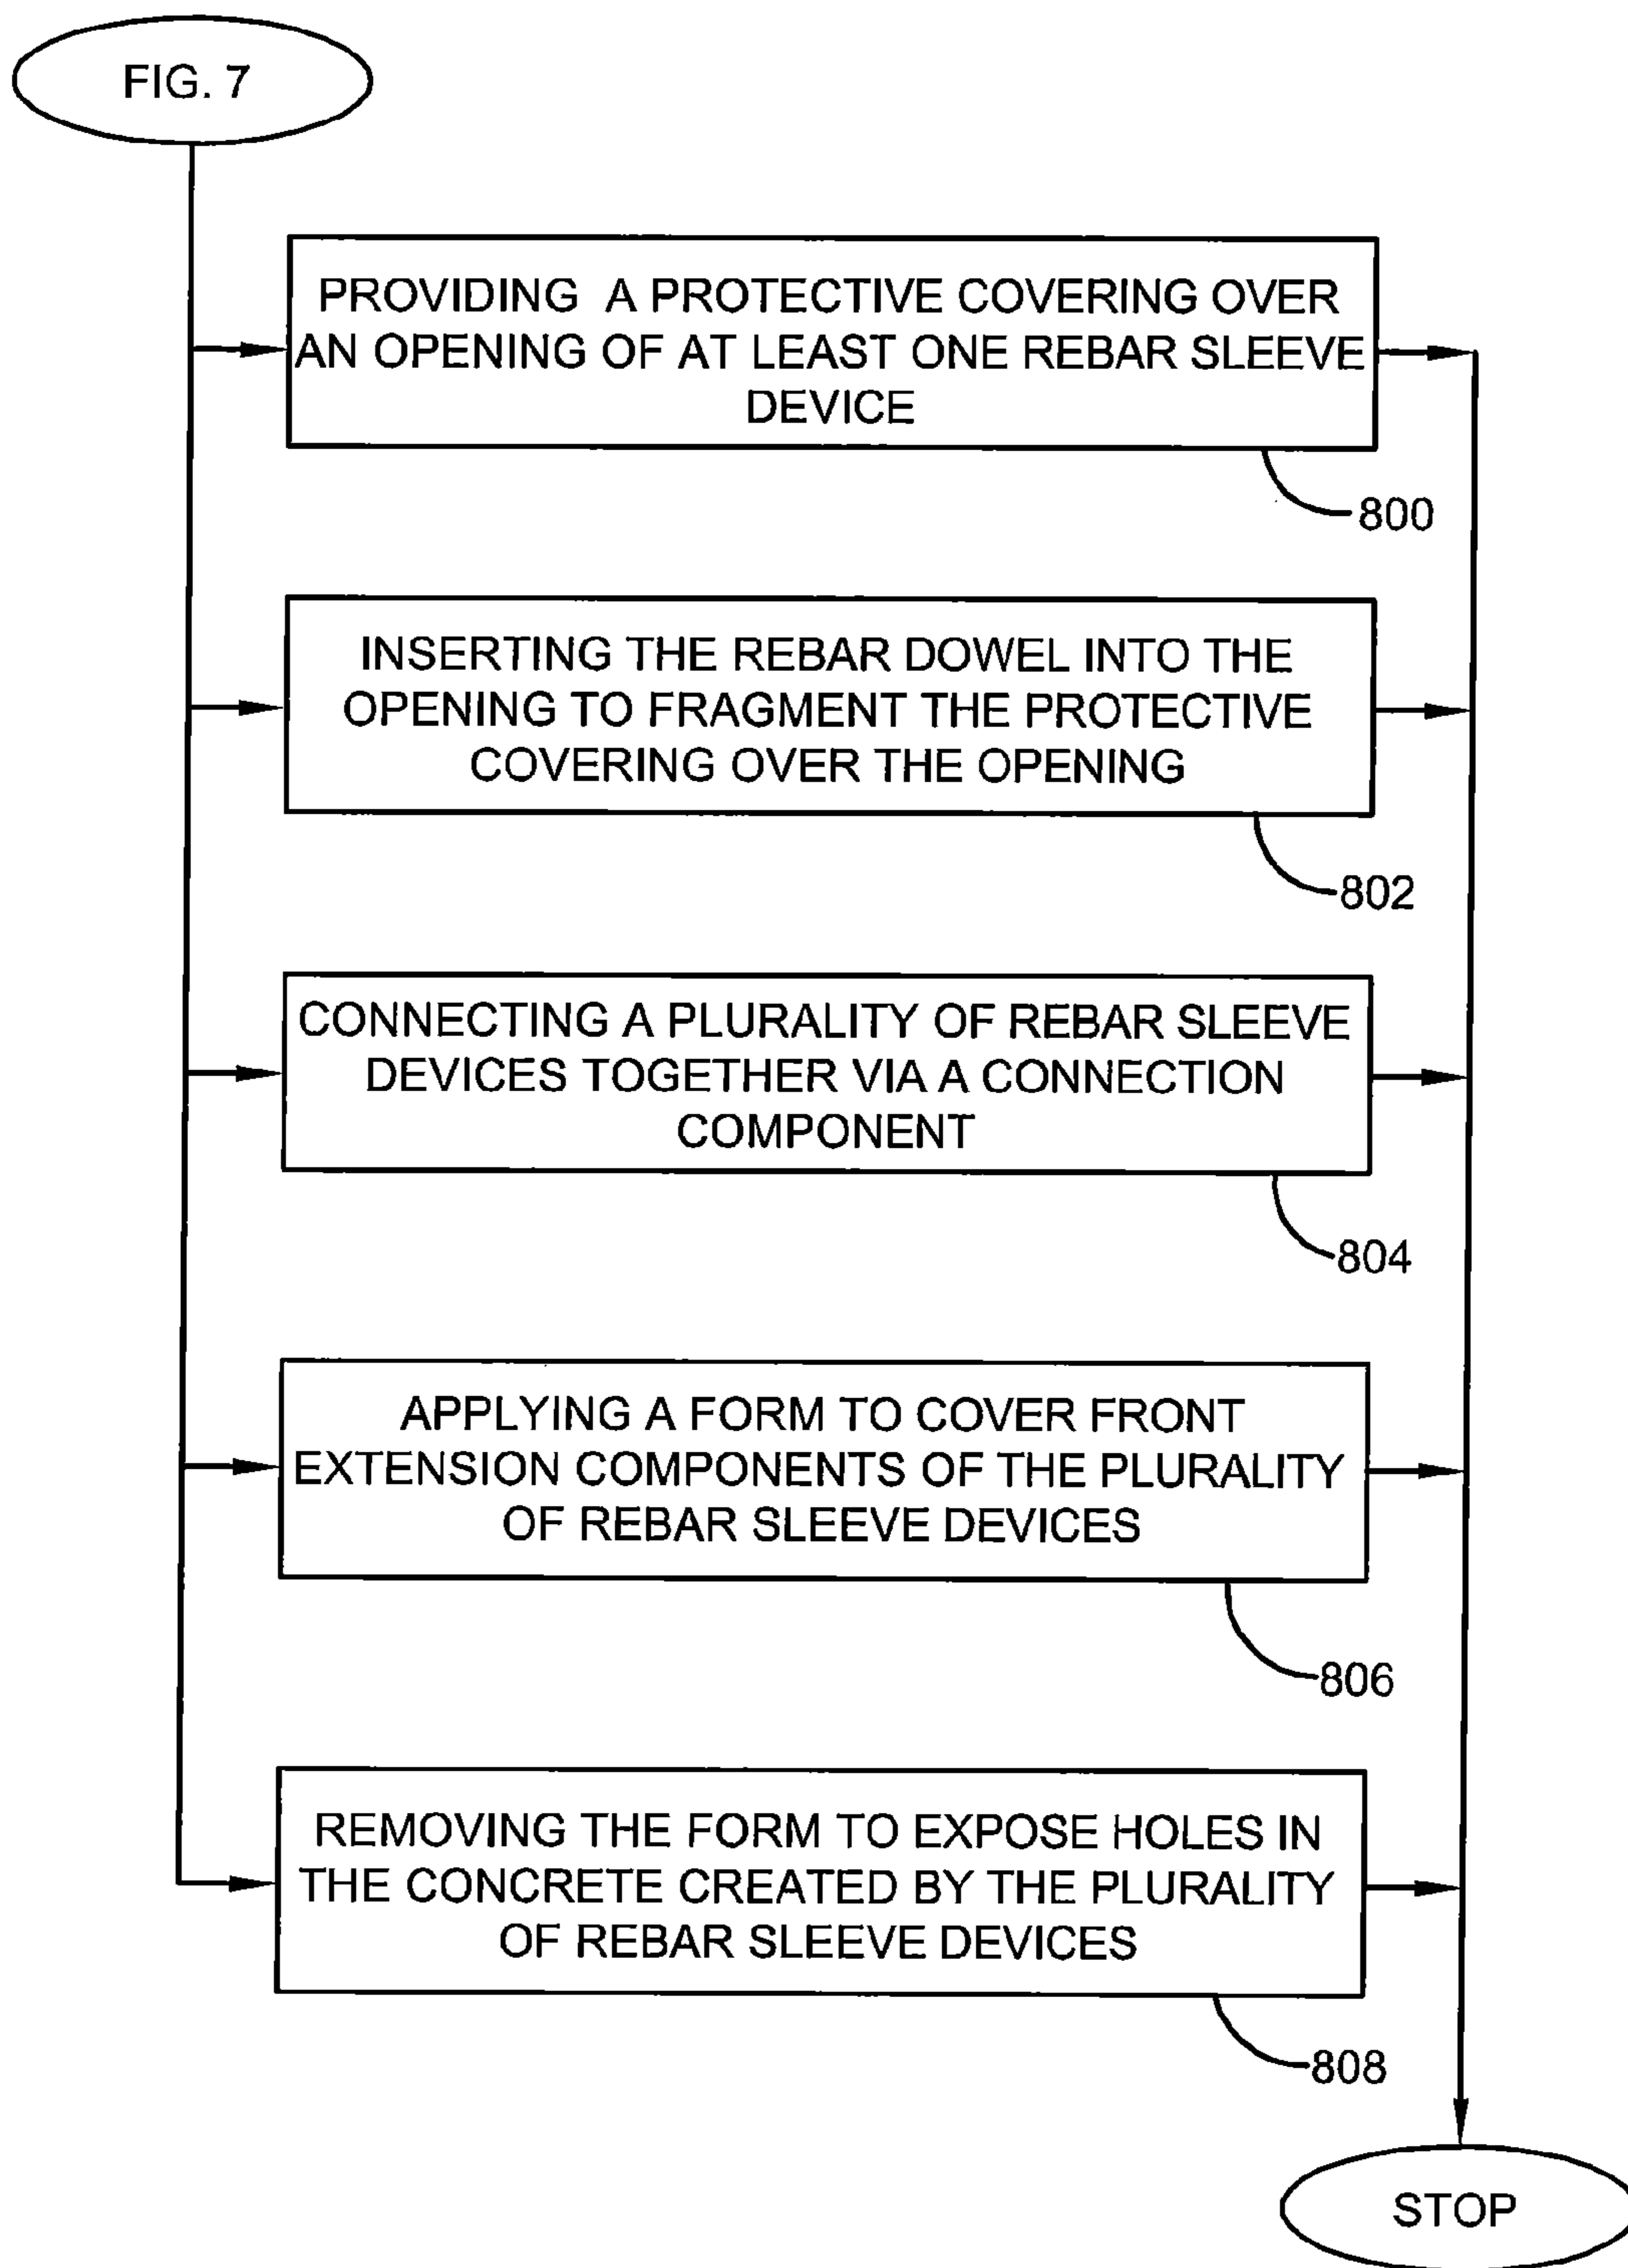 FIG. 7
PROVIDING A PROTECTIVE COVERING OVER
AN OPENING OF AT LEAST ONE REBAR SLEEVE
DEVICE
800
INSERTING THE REBAR DOWEL INTO THE
OPENING TO FRAGMENT THE PROTECTIVE
COVERING OVER THE OPENING
802
CONNECTING A PLURALITY OF REBAR SLEEVE
DEVICES TOGETHER VIA A CONNECTION
COMPONENT
804
APPLYING A FORM TO COVER FRONT
EXTENSION COMPONENTS OF THE PLURALITY
OF REBAR SLEEVE DEVICES
806
REMOVING THE FORM TO EXPOSE HOLES IN
THE CONCRETE CREATED BY THE PLURALITY
OF REBAR SLEEVE DEVICES
808
STOP